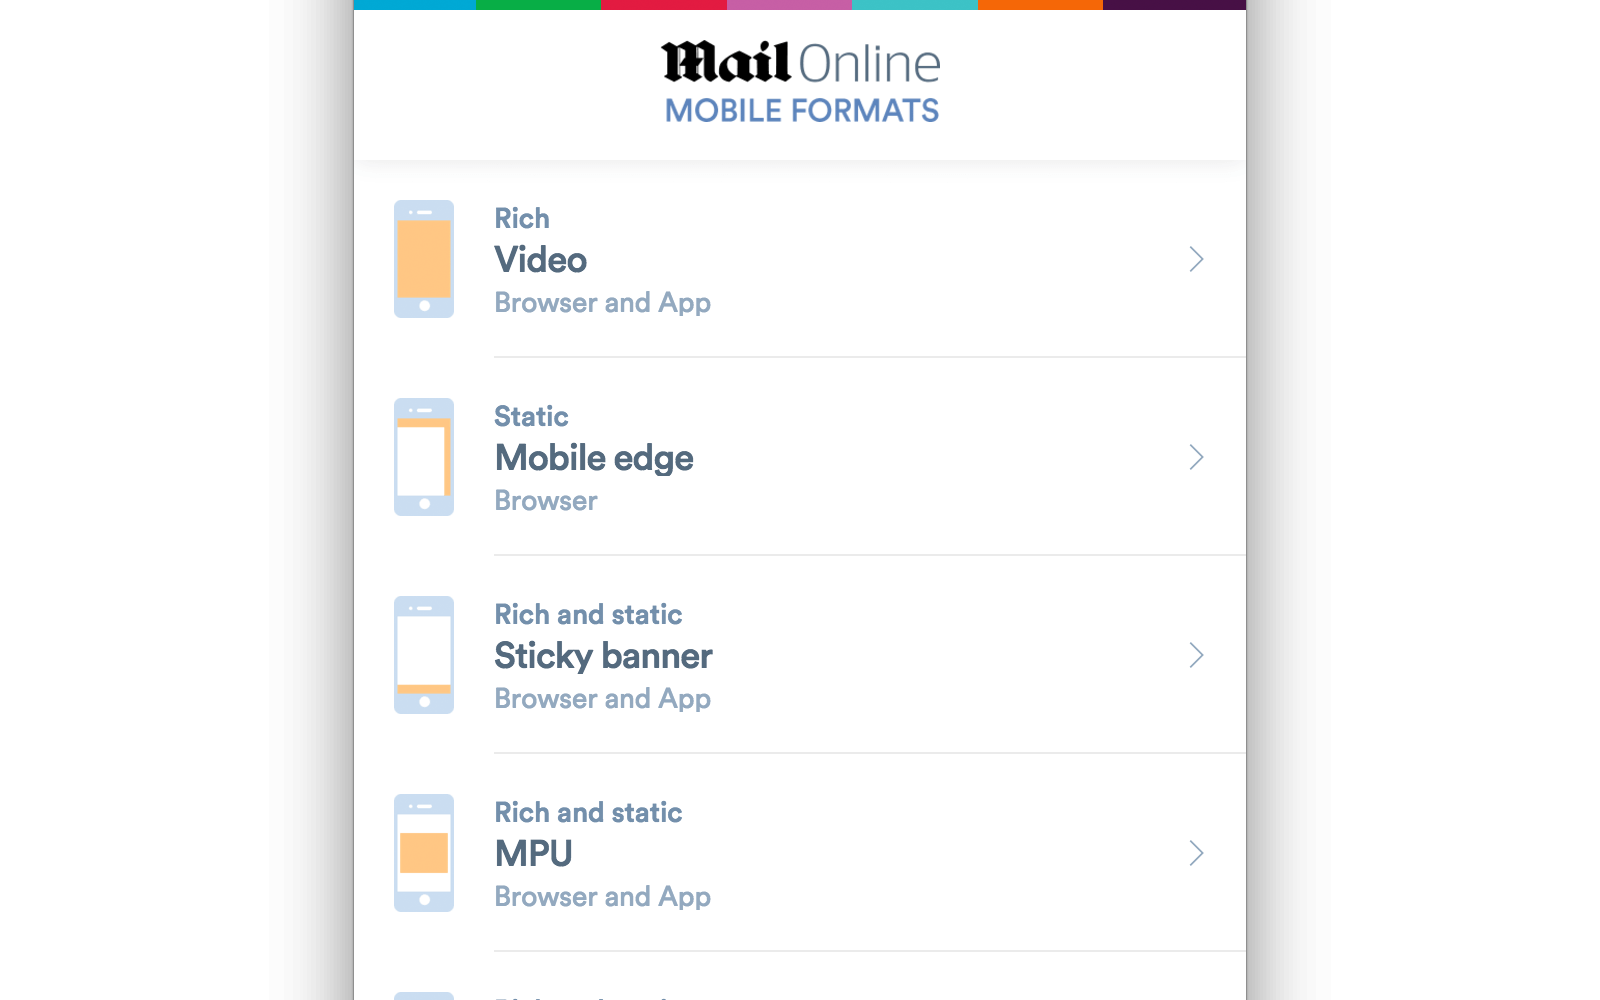 Mail Online
MOBILE FORMATS
Rich
Video
Browser and App
Static
Mobile edge
Browser
Rich and static
Sticky banner
Browser and App
Rich and static
MPU
Browser and App